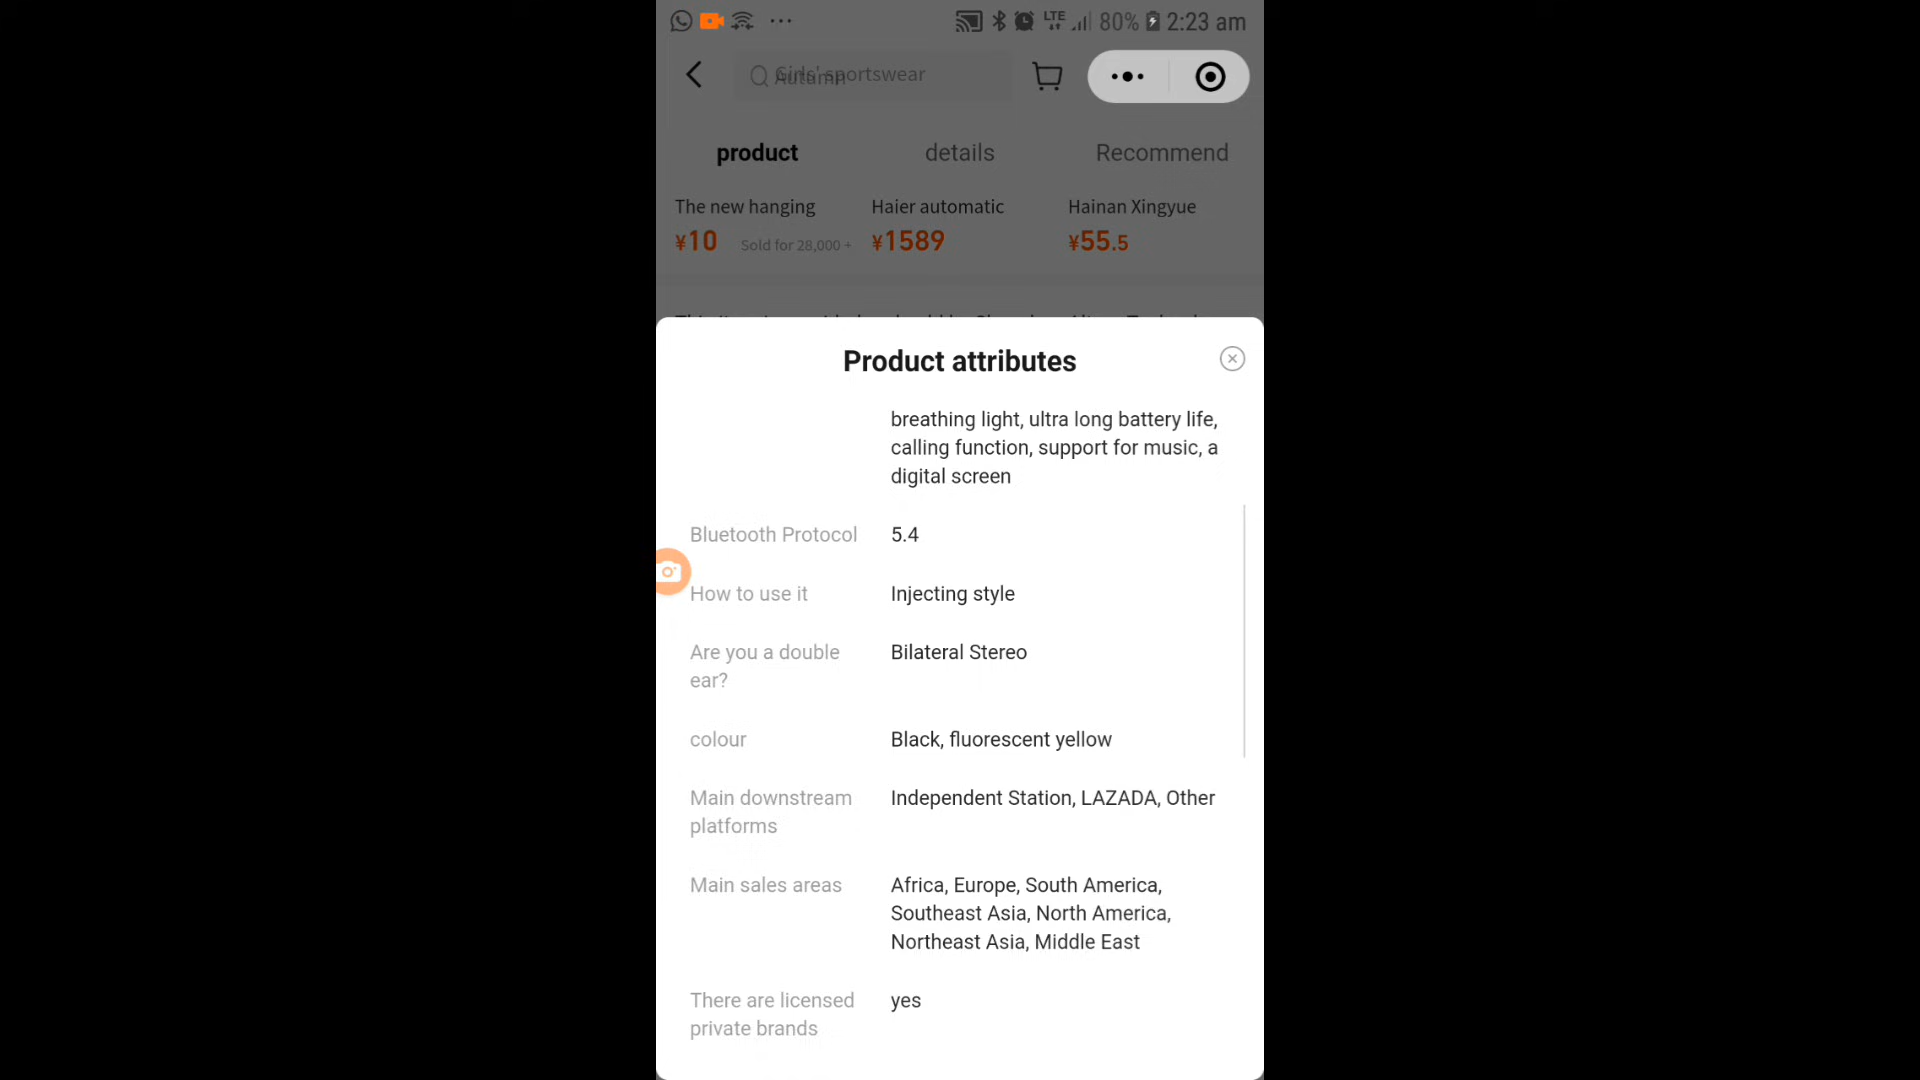 LTE 80% 2:23 am
Girls' sportswear
Autumn
product details Recommend
The new hanging Haier automatic Hainan Xingyue
¥10 Sold for 28,000 + ¥1589 ¥55.5
Product attributes
breathing light, ultra long battery life,
calling function, support for music, a
digital screen
Bluetooth Protocol 5.4
How to use it Injecting style
Are you a double Bilateral Stereo
ear?
colour Black, fluorescent yellow
Main downstream Independent Station, LAZADA, Other
platforms
Main sales areas Africa, Europe, South America,
Southeast Asia, North America,
Northeast Asia, Middle East
There are licensed yes
private brands